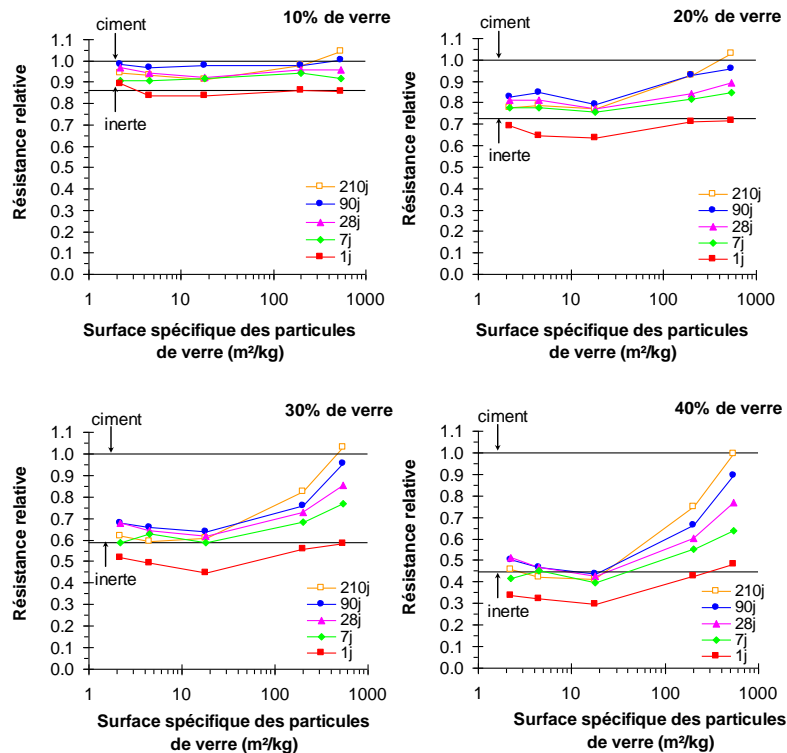 10% de verre
ciment
1.1
1.0
0.9
0.8
0.7
0.6
0.5
0.4
0.3
0.2
0.1
0.0
Résistance relative
inerte
210j
90j
28j
7j
1j
1 10 100 1000
Surface spécifique des particules
de verre (m²/kg)
20% de verre
ciment
1.1
1.0
0.9
0.8
0.7
0.6
0.5
0.4
0.3
0.2
0.1
0.0
Résistance relative
inerte
210j
90j
28j
7j
1j
1 10 100 1000
Surface spécifique des particules
de verre (m²/kg)
30% de verre
ciment
1.1
1.0
0.9
0.8
0.7
0.6
0.5
0.4
0.3
0.2
0.1
0.0
Résistance relative
inerte
210j
90j
28j
7j
1j
1 10 100 1000
Surface spécifique des particules
de verre (m²/kg)
40% de verre
ciment
1.1
1.0
0.9
0.8
0.7
0.6
0.5
0.4
0.3
0.2
0.1
0.0
Résistance relative
inerte
210j
90j
28j
7j
1j
1 10 100 1000
Surface spécifique des particules
de verre (m²/kg)